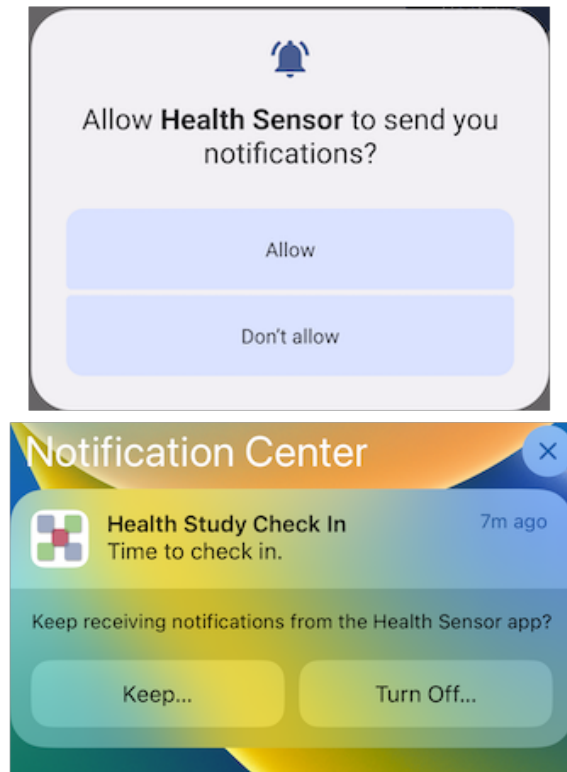 Allow Health Sensor to send you
notifications?
Allow
Don't allow
Notification Center
Health Study Check In
7m ago
Time to check in.
Keep receiving notifications from the Health Sensor app?
Keep...
Turn Off...